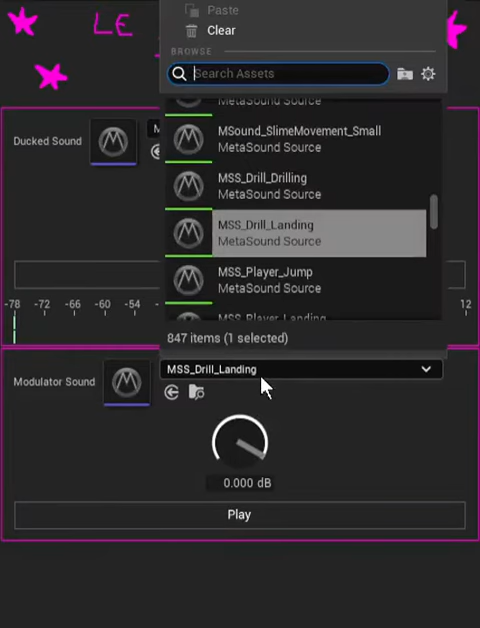 LE
Paste
Clear
BROWSE
Search Assets
MetaSound Source
MSound_SlimeMovement_Small
MetaSound Source
MSS_Drill_Drilling
MetaSound Source
MSS_Drill_Landing
MetaSound Source
MSS_Player_Jump
MetaSound Source
MSS_Player_Landing
847 items (1 selected)
Ducked Sound
M
-78 -72 -66 -60 -54 12
Modulator Sound
MSS_Drill_Landing
0.000 dB
Play